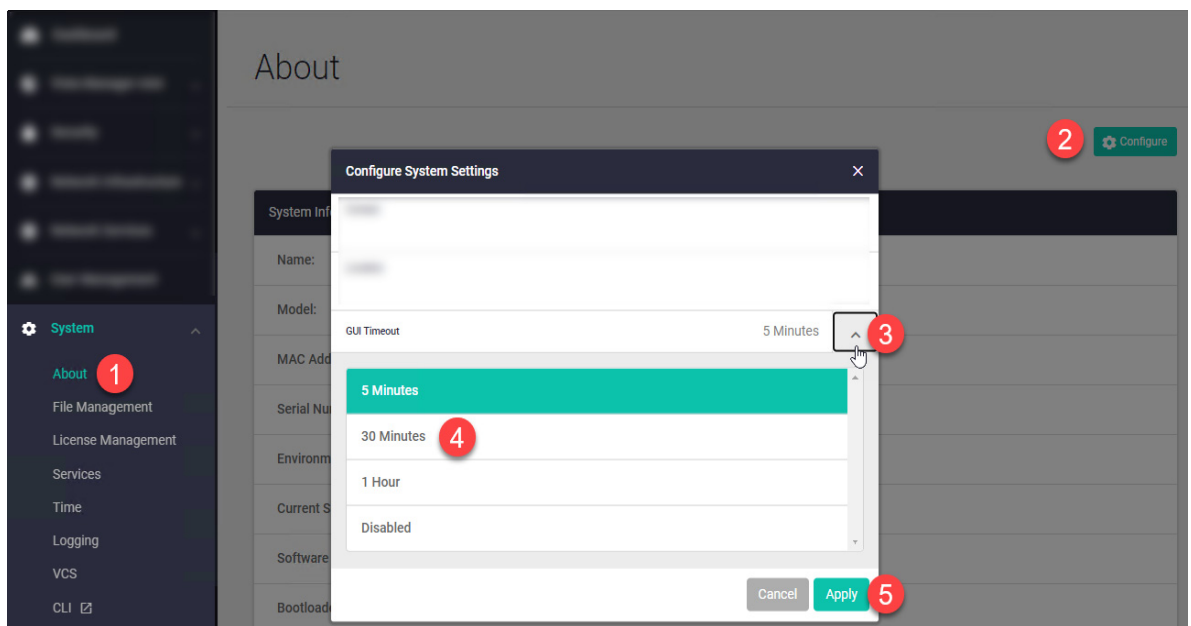 About
2
Configure
Configure System Settings
System Inf
Name:
Model:
GUI Timeout
5 Minutes
3
System
MAC Add
About
1
5 Minutes
File Management
Serial Nu
License Management
30 Minutes
4
Environm
Services
1 Hour
Time
Current S
Disabled
Logging
Software
VCS
Cancel
Apply
5
CLI
Bootload